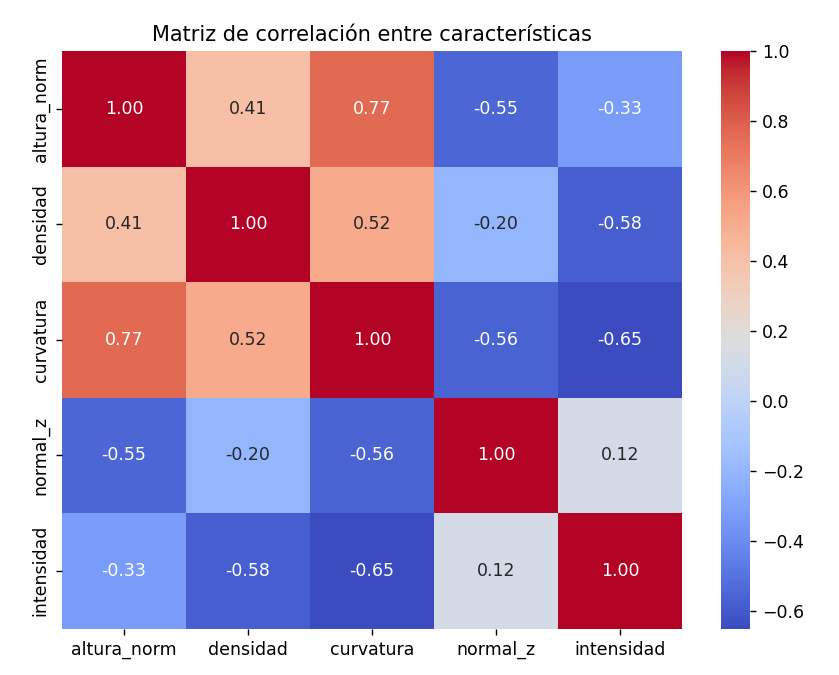 Matriz de correlación entre características
altura_norm 1.00 0.41 0.77 -0.55 -0.33
densidad 0.41 1.00 0.52 -0.20 -0.58
curvatura 0.77 0.52 1.00 -0.56 -0.65
normal_z -0.55 -0.20 -0.56 1.00 0.12
intensidad -0.33 -0.58 -0.65 0.12 1.00
altura_norm densidad curvatura normal_z intensidad
1.0
0.8
0.6
0.4
0.2
0.0
−0.2
−0.4
−0.6